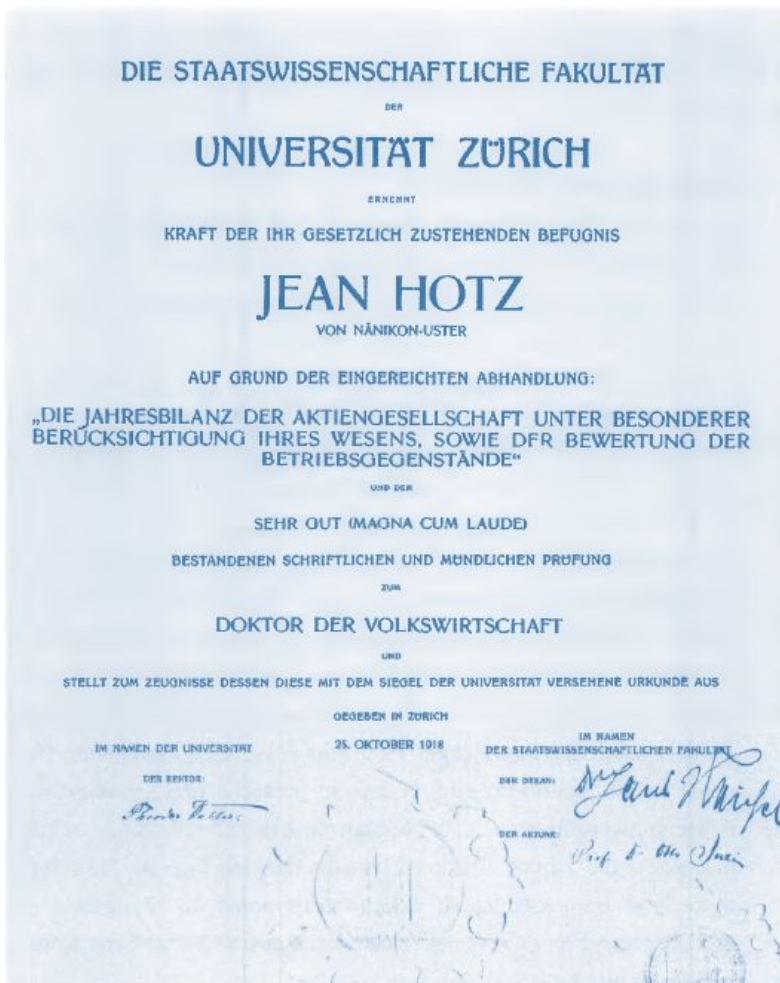 DIE STAATSWISSENSCHAFTLICHE FAKULTÄT
DER
UNIVERSITÄT ZÜRICH
ERNENNT
KRAFT DER IHR GESETZLICH ZUSTEHENDEN BEFUGNIS
JEAN HOTZ
VON NÄNIKON-USTER
AUF GRUND DER EINGEREICHTEN ABHANDLUNG:
„DIE JAHRESBILANZ DER AKTIENGESELLSCHAFT UNTER BESONDERER
BERÜCKSICHTIGUNG IHRES WESENS, SOWIE DER BEWERTUNG DER
BETRIEBSGEGENSTÄNDE“
UND DER
SEHR GUT (MAGNA CUM LAUDE)
BESTANDENEN SCHRIFTLICHEN UND MÜNDLICHEN PRÜFUNG
ZUM
DOKTOR DER VOLKSWIRTSCHAFT
UND
STELLT ZUM ZEUGNISSE DESSEN DIESE MIT DEM SIEGEL DER UNIVERSITÄT VERSEHENE URKUNDE AUS
GEGEBEN IN ZÜRICH
25. OKTOBER 1918
IM NAMEN DER UNIVERSITÄT
DER REKTOR:
IM NAMEN
DER STAATSWISSENSCHAFTLICHEN FAKULTÄT
DER DEKAN:
Dr
DER AKTUAR:
Prof. Dr. Otto